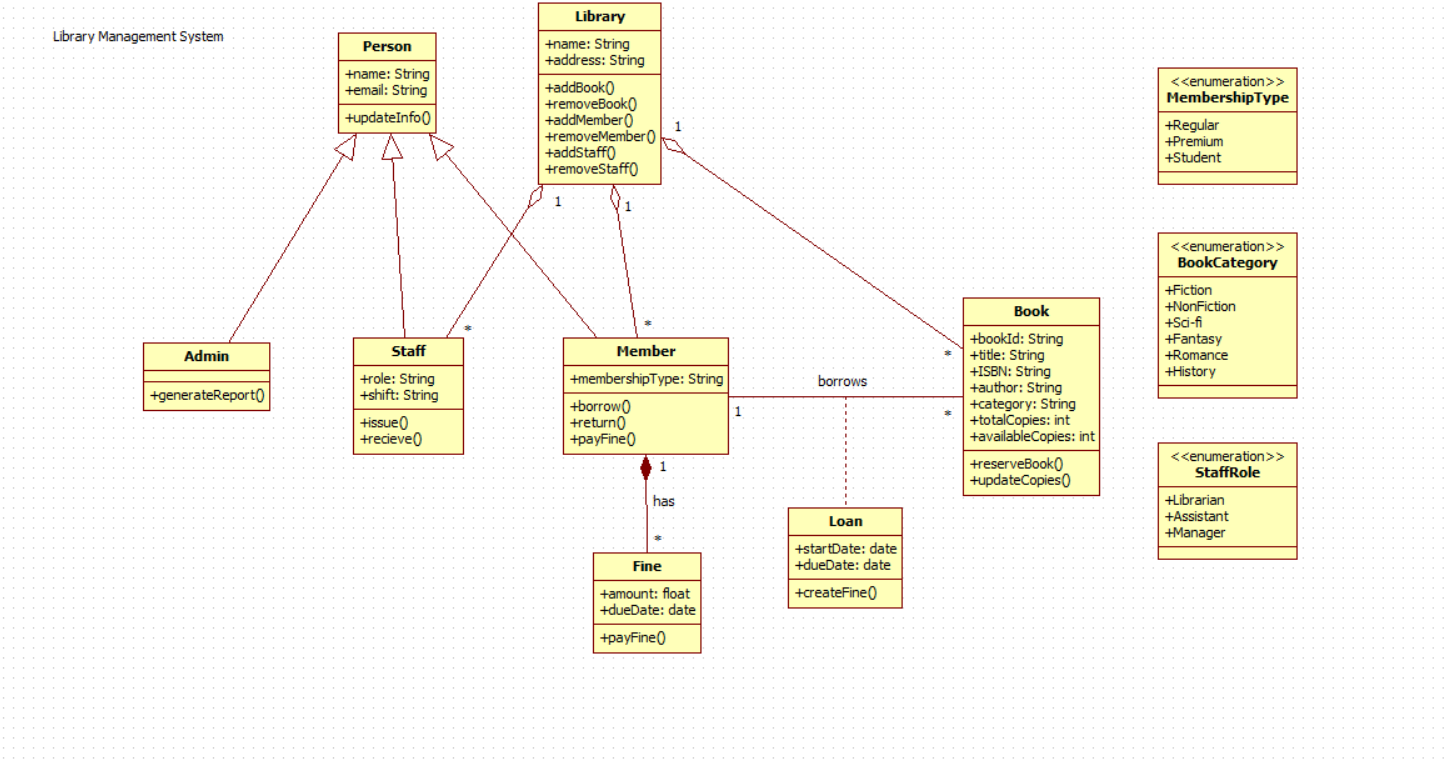 Library Management System
Person
+name: String
+email: String
+updateInfo()
Library
+name: String
+address: String
+addBook()
+removeBook()
+addMember()
+removeMember()
+addStaff()
+removeStaff()
1
1
1
*
*
*
Admin
+generateReport()
Staff
+role: String
+shift: String
+issue()
+recieve()
Member
+membershipType: String
+borrow()
+return()
+payFine()
borrows
1
*
Book
+bookId: String
+title: String
+ISBN: String
+author: String
+category: String
+totalCopies: int
+availableCopies: int
+reserveBook()
+updateCopies()
1
has
*
Fine
+amount: float
+dueDate: date
+payFine()
Loan
+startDate: date
+dueDate: date
+createFine()
<<enumeration>>
MembershipType
+Regular
+Premium
+Student
<<enumeration>>
BookCategory
+Fiction
+NonFiction
+Sci-fi
+Fantasy
+Romance
+History
<<enumeration>>
StaffRole
+Librarian
+Assistant
+Manager